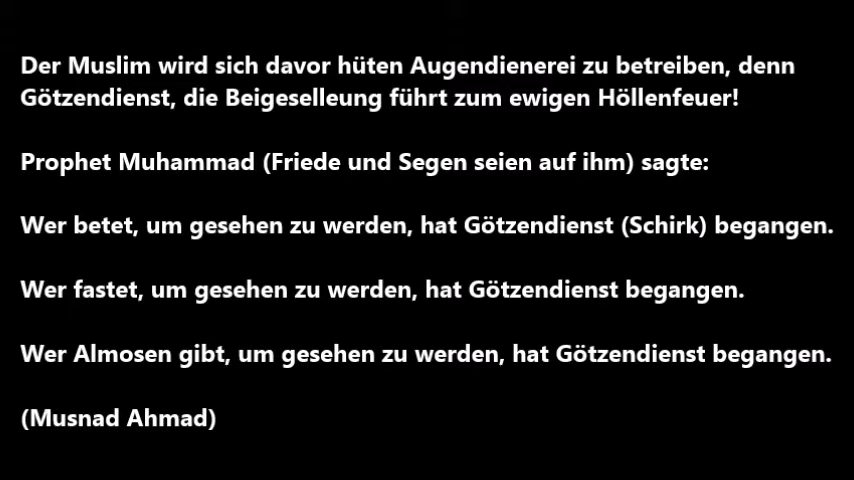 Der Muslim wird sich davor hüten Augendienerei zu betreiben, denn
Götzendienst, die Beigeselleung führt zum ewigen Höllenfeuer!
Prophet Muhammad (Friede und Segen seien auf ihm) sagte:
Wer betet, um gesehen zu werden, hat Götzendienst (Schirk) begangen.
Wer fastet, um gesehen zu werden, hat Götzendienst begangen.
Wer Almosen gibt, um gesehen zu werden, hat Götzendienst begangen.
(Musnad Ahmad)